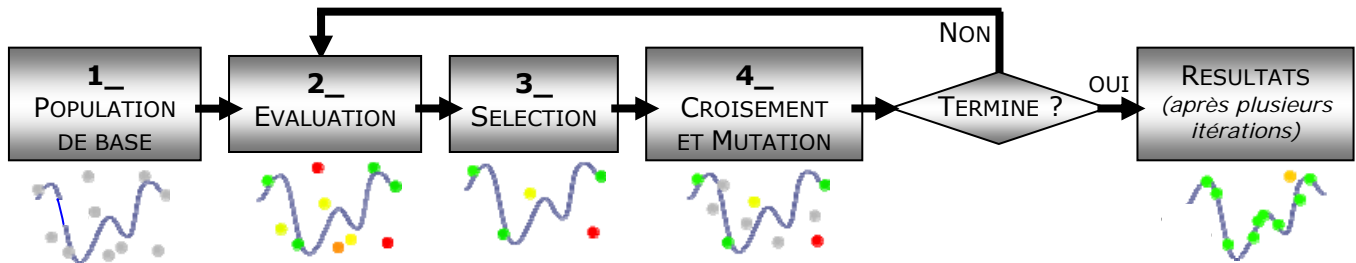 NON
1_
POPULATION
DE BASE
2_
EVALUATION
3_
SELECTION
4_
CROISEMENT
ET MUTATION
TERMINE ?
OUI
RESULTATS
(après plusieurs
itérations)